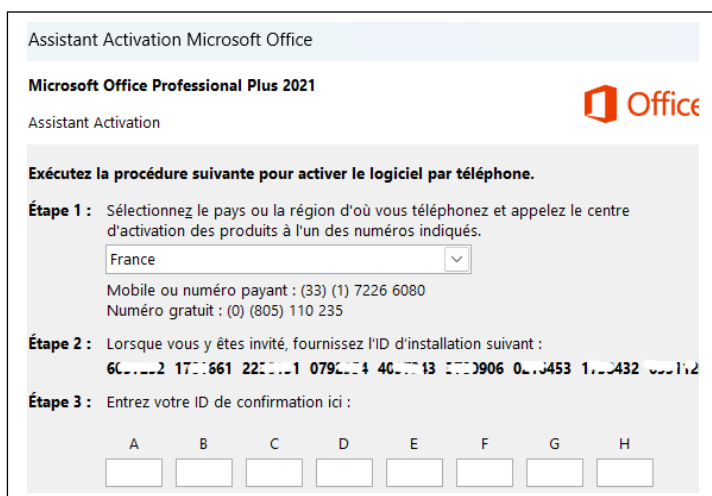 Assistant Activation Microsoft Office
Microsoft Office Professional Plus 2021
Office
Assistant Activation
Exécutez la procédure suivante pour activer le logiciel par téléphone.
Étape 1 : Sélectionnez le pays ou la région d'où vous téléphonez et appelez le centre
d'activation des produits à l'un des numéros indiqués.
France
Mobile ou numéro payant : (33) (1) 7226 6080
Numéro gratuit : (0) (805) 110 235
Étape 2 : Lorsque vous y êtes invité, fournissez l'ID d'installation suivant :
Étape 3 : Entrez votre ID de confirmation ici :
A B C D E F G H